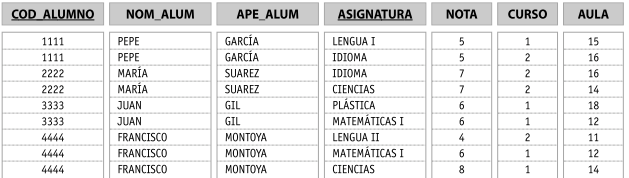 COD_ALUMNO NOM_ALUM APE_ALUM ASIGNATURA NOTA CURSO AULA
1111 PEPE GARCÍA LENGUA I 5 1 15
1111 PEPE GARCÍA IDIOMA 5 2 16
2222 MARÍA SUAREZ IDIOMA 7 2 16
2222 MARÍA SUAREZ CIENCIAS 7 2 14
3333 JUAN GIL PLÁSTICA 6 1 18
3333 JUAN GIL MATEMÁTICAS I 6 1 12
4444 FRANCISCO MONTOYA LENGUA II 4 2 11
4444 FRANCISCO MONTOYA MATEMÁTICAS I 6 1 12
4444 FRANCISCO MONTOYA CIENCIAS 8 1 14